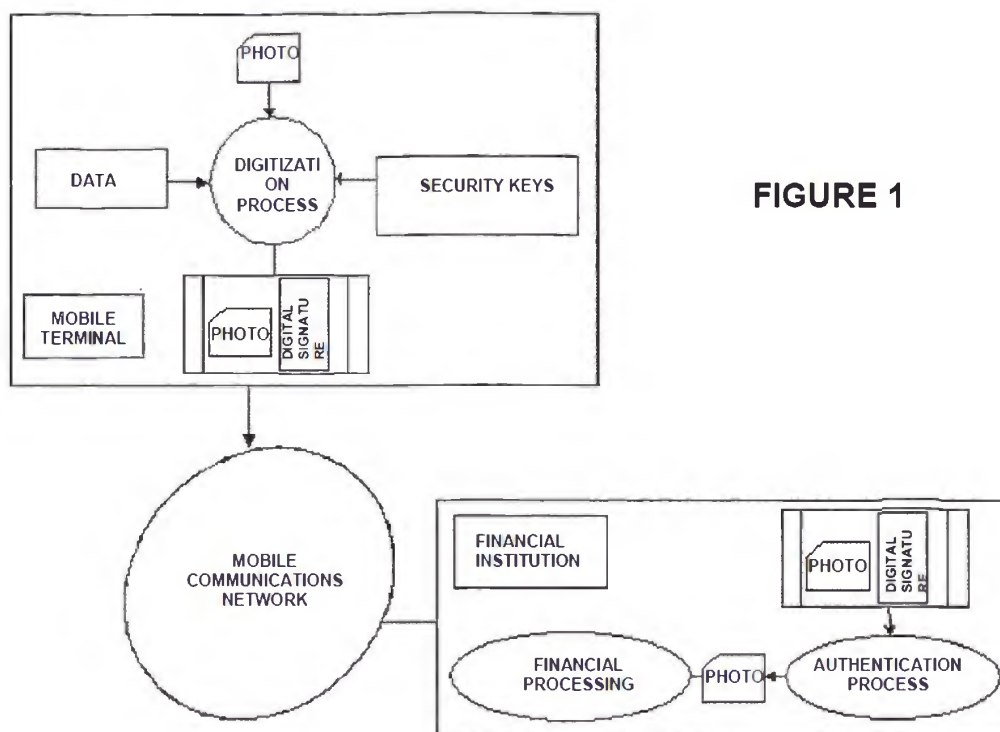 PHOTO
DATA
DIGITIZATI
ON
PROCESS
SECURITY KEYS
FIGURE 1
MOBILE
TERMINAL
PHOTO
DIGITAL
SIGNATU
RE
MOBILE
COMMUNICATIONS
NETWORK
FINANCIAL
INSTITUTION
PHOTO
DIGITAL
SIGNATU
RE
FINANCIAL
PROCESSING
PHOTO
AUTHENTICATION
PROCESS